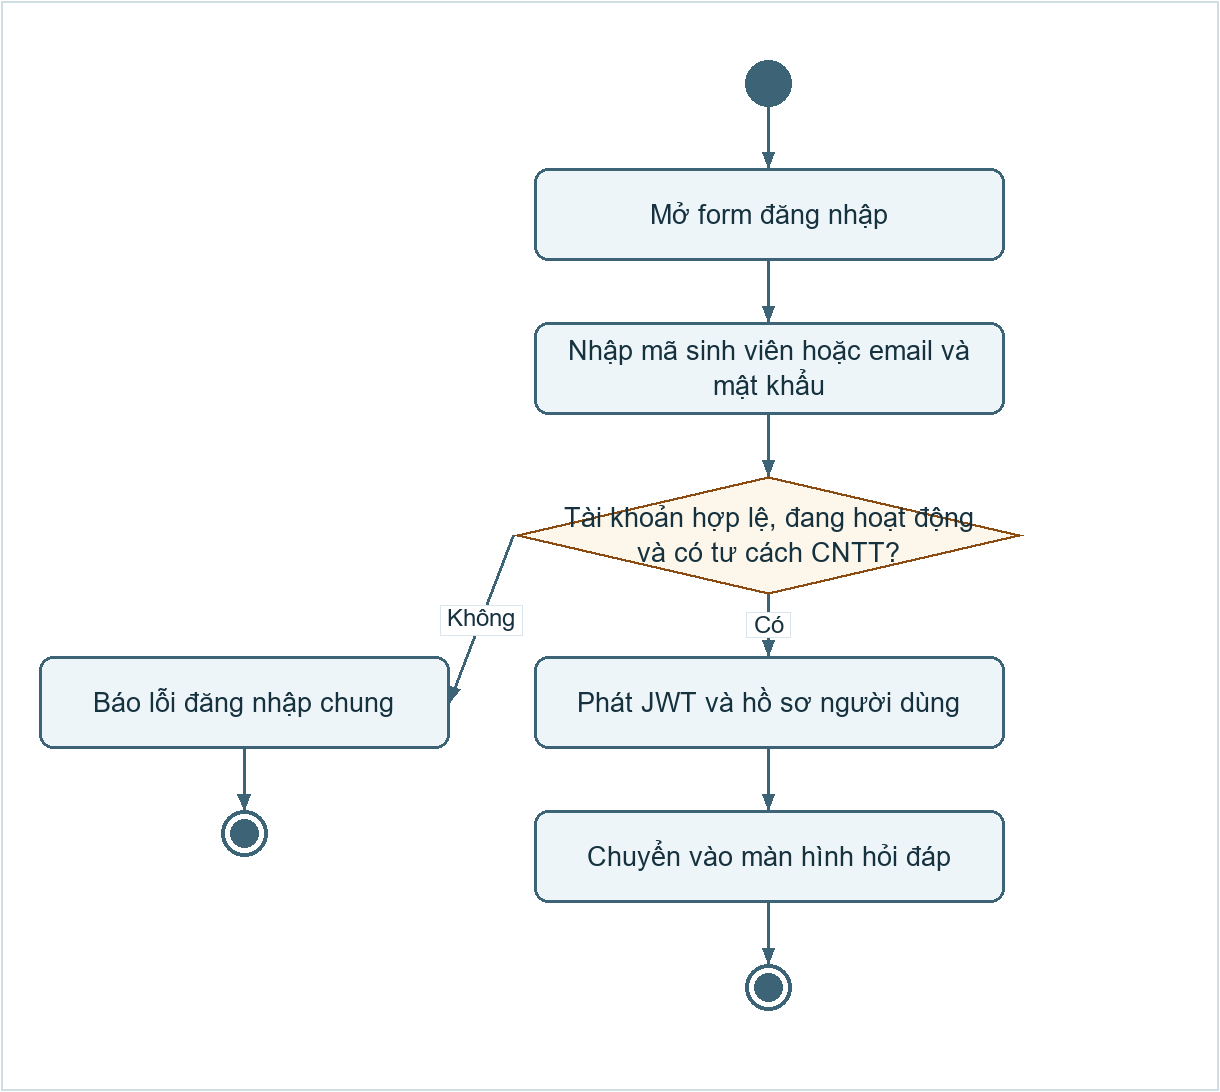 Mở form đăng nhập
Nhập mã sinh viên hoặc email và
mật khẩu
Tài khoản hợp lệ, đang hoạt động
và có tư cách CNTT?
Không
Có
Báo lỗi đăng nhập chung
Phát JWT và hồ sơ người dùng
Chuyển vào màn hình hỏi đáp